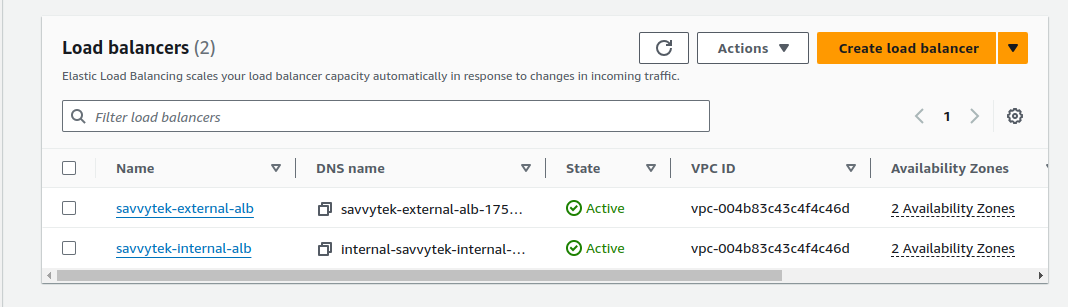 Load balancers (2)
Actions
Create load balancer
Elastic Load Balancing scales your load balancer capacity automatically in response to changes in incoming traffic.
Filter load balancers
1
Name DNS name State VPC ID Availability Zones
savvytek-external-alb savvytek-external-alb-175... Active vpc-004b83c43c4f4c46d 2 Availability Zones
savvytek-internal-alb internal-savvytek-internal-... Active vpc-004b83c43c4f4c46d 2 Availability Zones